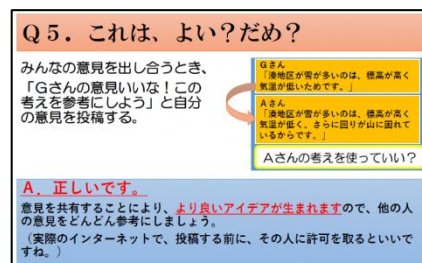 Q5. これは、よい?だめ?
みんなの意見を出し合うとき、
「Gさんの意見いいな!この
考えを参考にしよう」と自分
の意見を投稿する。
Gさん
「湊地区が雪が多いのは、標高が高く
気温が低いためです。」
Aさん
「湊地区が雪が多いのは、標高が高く
気温が低く、さらに回りが山に囲まれて
いるからです。」
Aさんの考えを使っていい?
A. 正しいです。
意見を共有することにより、より良いアイデアが生まれますので、他の人
の意見をどんどん参考にしましょう。
(実際のインターネットで、投稿する前に、その人に許可を取るといいで
すね。)